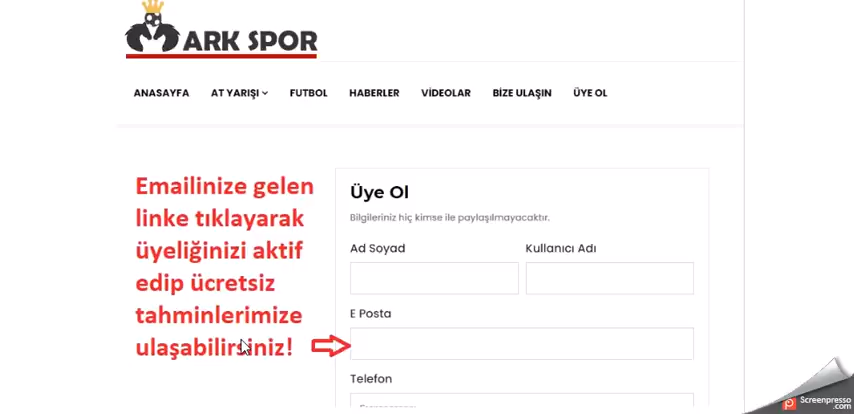 ARK SPOR
ANASAYFA AT YARIŞI FUTBOL HABERLER VİDEOLAR BİZE ULAŞIN ÜYE OL
Emailinize gelen
linke tıklayarak
üyeliğinizi aktif
edip ücretsiz
tahminlerimize
ulaşabilirsiniz!
Üye Ol
Bilgileriniz hiç kimse ile paylaşılmayacaktır.
Ad Soyad Kullanıcı Adı
E Posta
Telefon
Screenpresso
.com